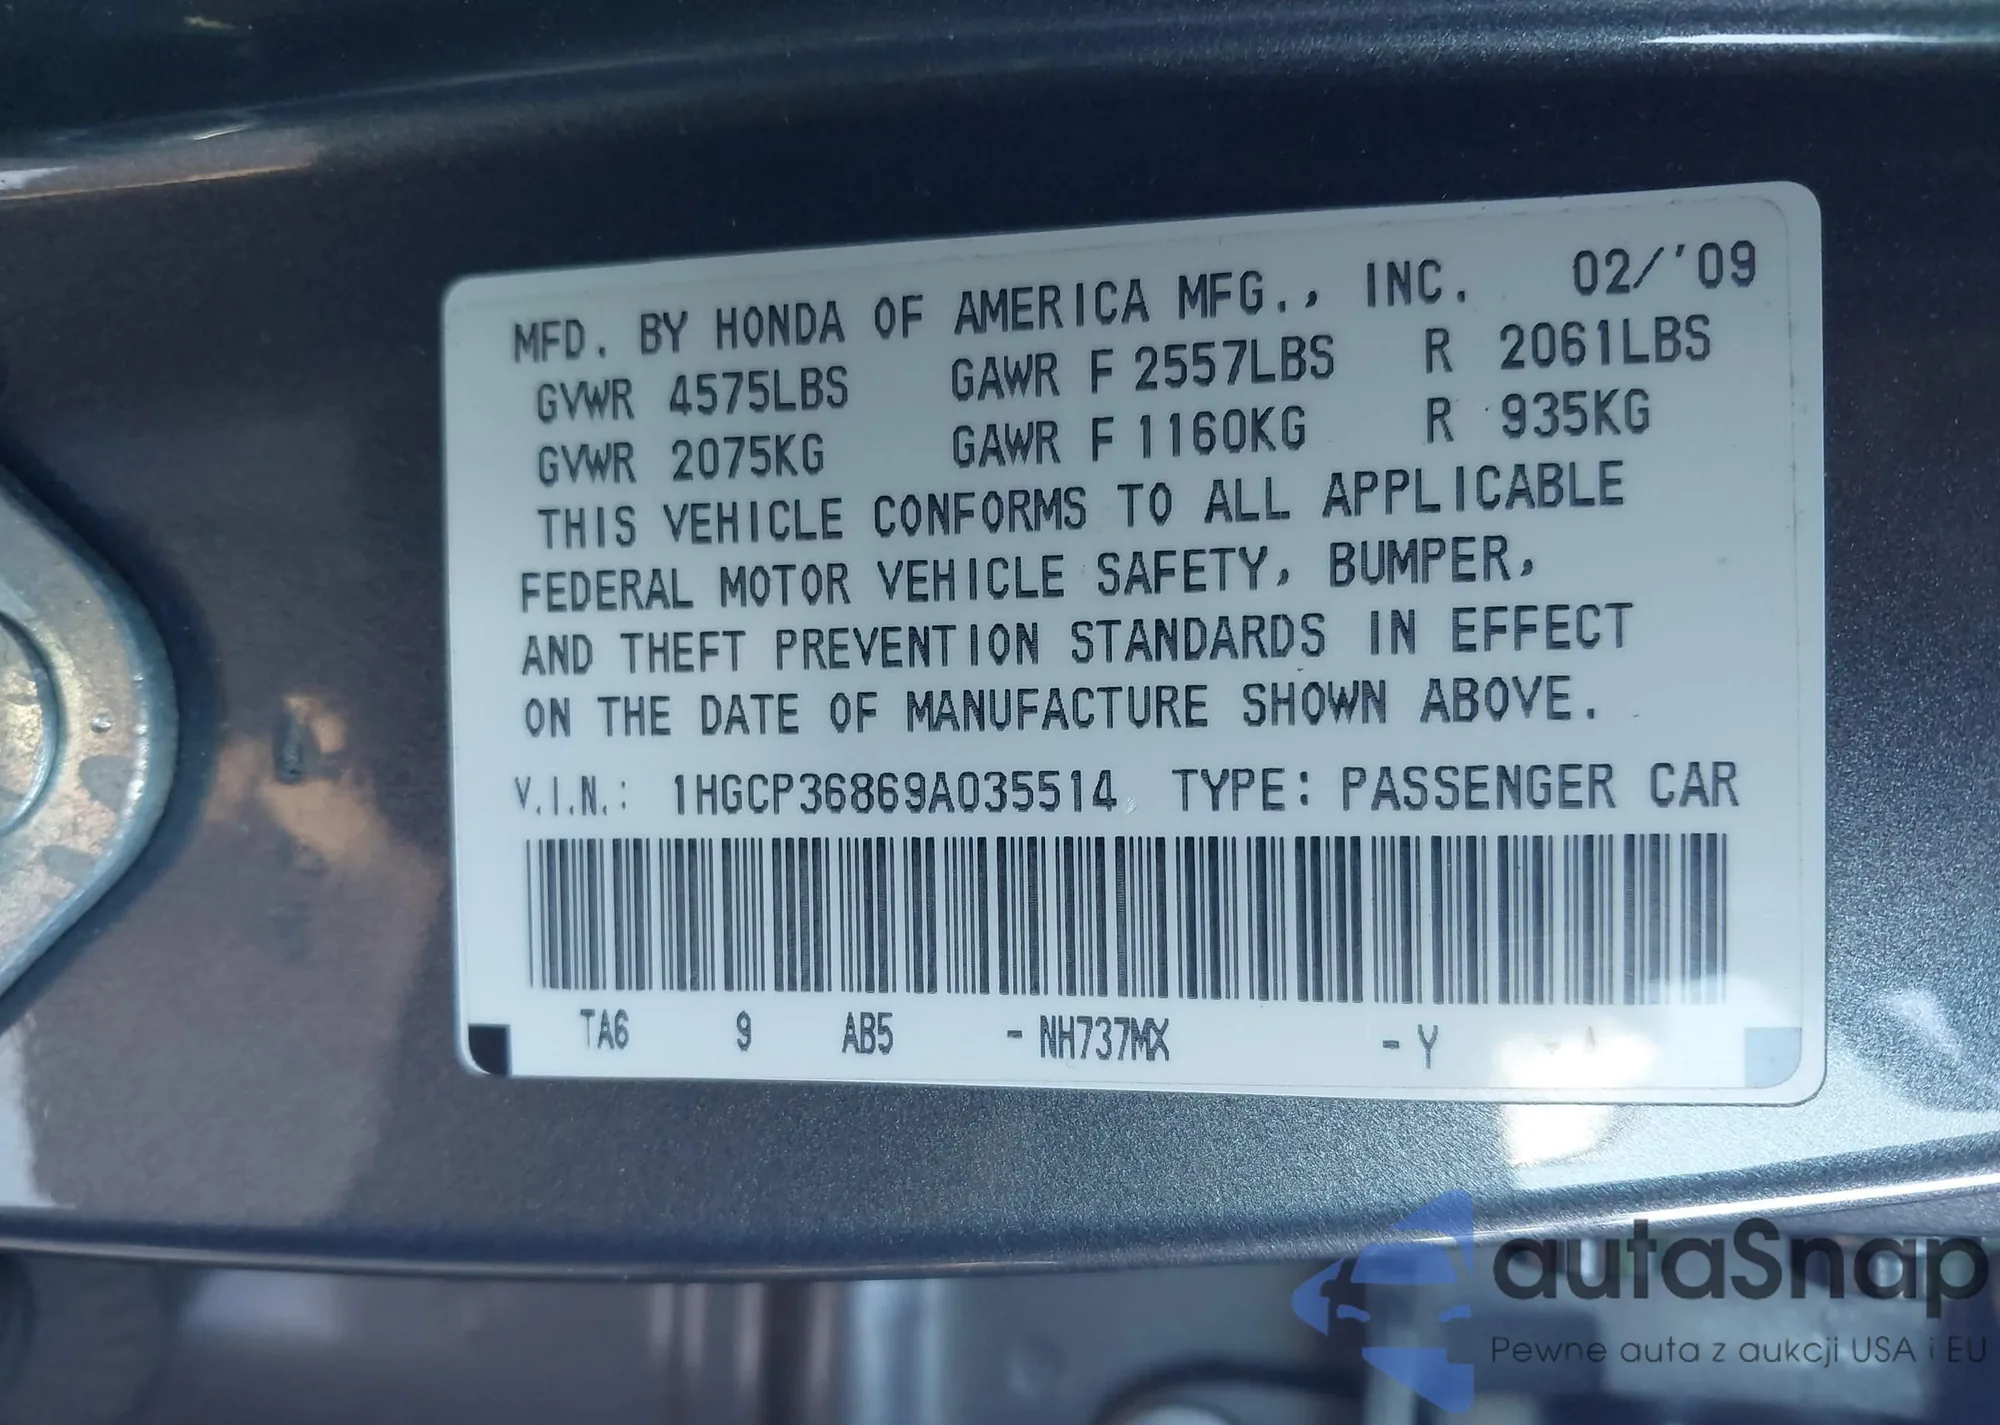 MFD. BY HONDA OF AMERICA MFG., INC. 02/'09
GVWR 4575LBS GAWR F 2557LBS R 2061LBS
GVWR 2075KG GAWR F 1160KG R 935KG
THIS VEHICLE CONFORMS TO ALL APPLICABLE
FEDERAL MOTOR VEHICLE SAFETY, BUMPER,
AND THEFT PREVENTION STANDARDS IN EFFECT
ON THE DATE OF MANUFACTURE SHOWN ABOVE.
V.I.N.: 1HGCP36869A035514 TYPE: PASSENGER CAR
TA6 9 AB5 - NH737MX - Y - A
autaSnap
Pewne auta z aukcji USA i EU